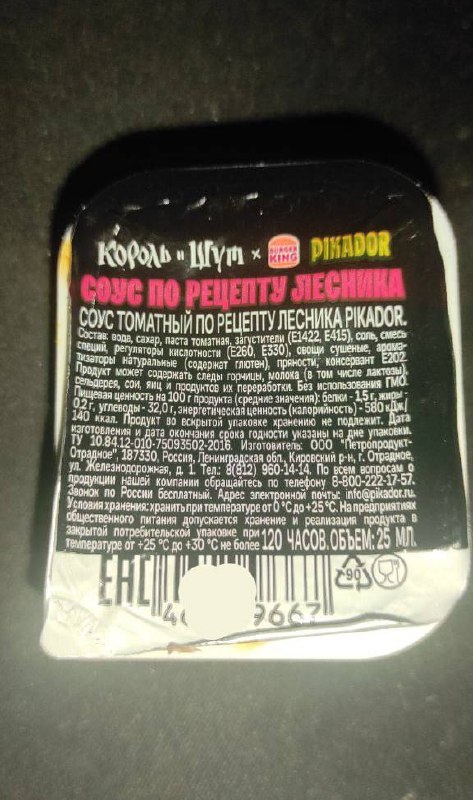 Король и Шут × BURGER KING PIKADOR
СОУС ПО РЕЦЕПТУ ЛЕСНИКА
СОУС ТОМАТНЫЙ ПО РЕЦЕПТУ ЛЕСНИКА PIKADOR.
Состав: вода, сахар, паста томатная, загустители (Е1422, Е415), соль, смесь
специй, регуляторы кислотности (Е260, Е330), овощи сушеные, арома-
тизаторы натуральные (содержат глютен), пряности, консервант Е202.
Продукт может содержать следы горчицы, молока (в том числе лактозы),
сельдерея, сои, яиц и продуктов их переработки. Без использования ГМО.
Пищевая ценность на 100 г продукта (средние значения): белки - 1,5 г, жиры -
0,2 г, углеводы - 32,0 г, энергетическая ценность (калорийность) - 580 кДж/
140 ккал. Продукт во вскрытой упаковке хранению не подлежит. Дата
изготовления и дата окончания срока годности указаны на дне упаковки.
ТУ 10.84.12-010-75093502-2016. Изготовитель: ООО "Петропродукт-
Отрадное", 187330, Россия, Ленинградская обл., Кировский р-н, г. Отрадное,
ул. Железнодорожная, д. 1. Тел.: 8(812) 960-14-14. По всем вопросам о
продукции нашей компании обращайтесь по телефону 8-800-222-17-57.
Звонок по России бесплатный. Адрес электронной почты: info@pikador.ru.
Условия хранения: хранить при температуре от 0 °С до +25 °С. На предприятиях
общественного питания допускается хранение и реализация продукта в
закрытой потребительской упаковке при
температуре от +25 °С до +30 °С не более 120 ЧАСОВ. ОБЪЕМ: 25 МЛ.
EAC
90
9667